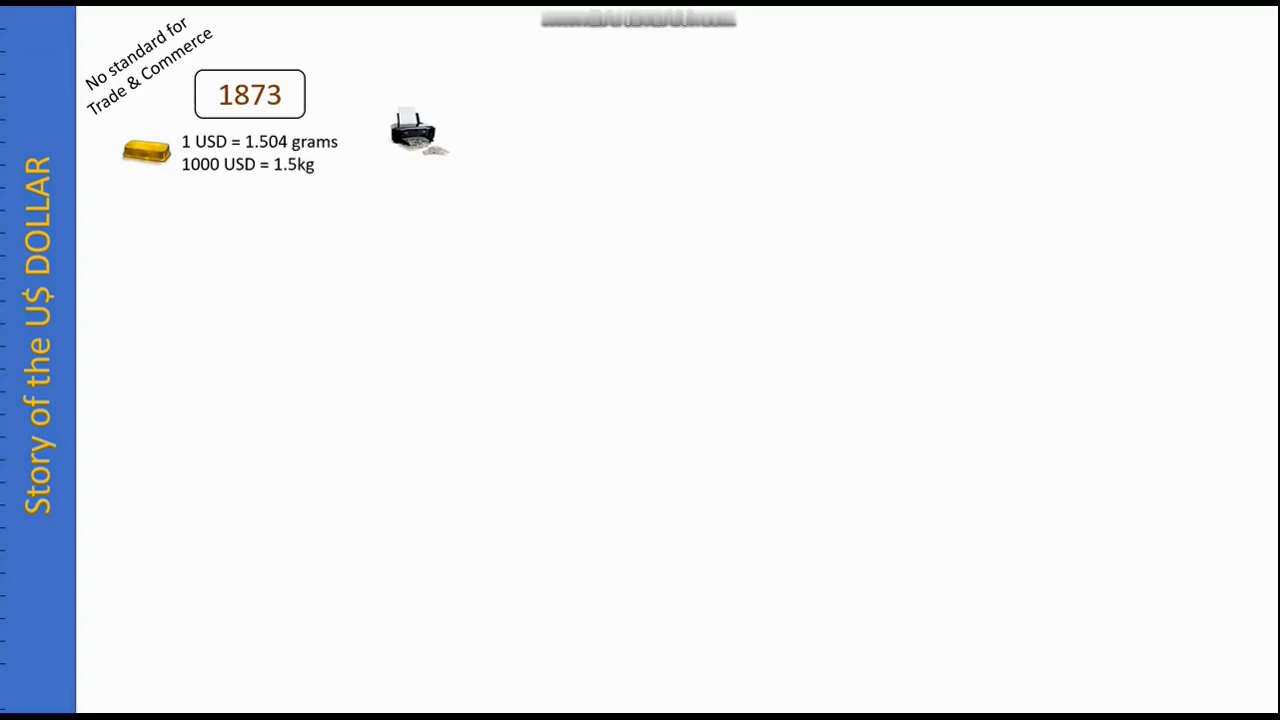 No standard for
Trade & Commerce
1873
1 USD = 1.504 grams
1000 USD = 1.5kg
Story of the U$ DOLLAR